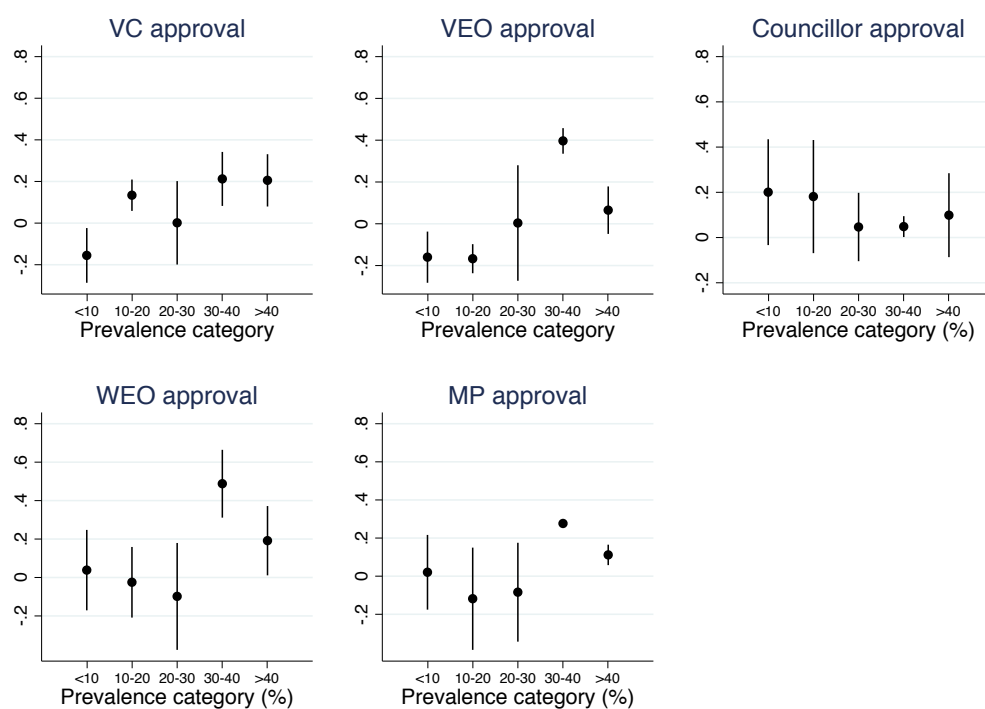 VC approval
.8
.6
.4
.2
0
-.2
<10 10-20 20-30 30-40 >40
Prevalence category
VEO approval
.8
.6
.4
.2
0
-.2
<10 10-20 20-30 30-40 >40
Prevalence category
Councillor approval
.8
.6
.4
.2
0
-.2
<10 10-20 20-30 30-40 >40
Prevalence category (%)
WEO approval
.8
.6
.4
.2
0
-.2
<10 10-20 20-30 30-40 >40
Prevalence category (%)
MP approval
.8
.6
.4
.2
0
-.2
<10 10-20 20-30 30-40 >40
Prevalence category (%)